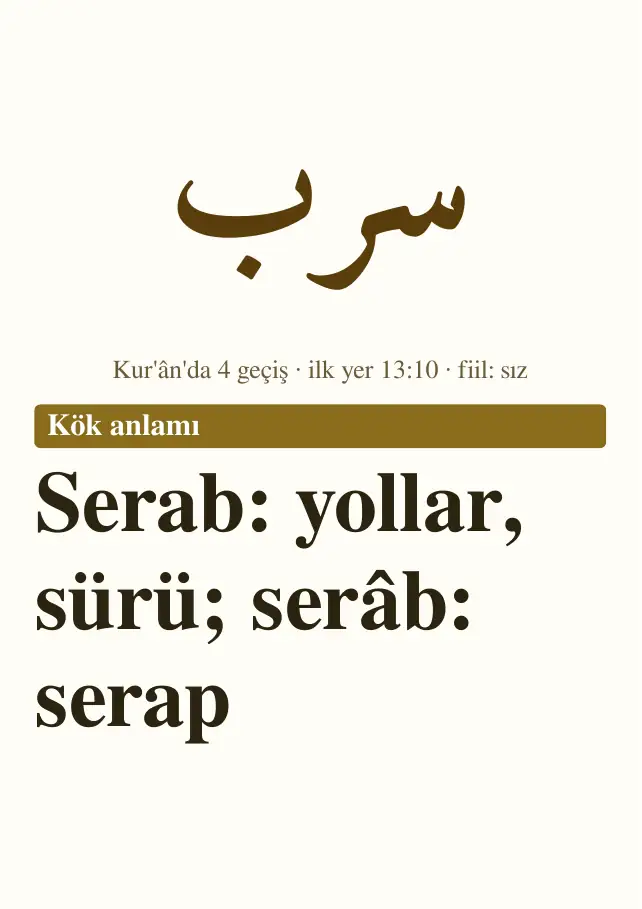 سرب
Kur'ân'da 4 geçiş · ilk yer 13:10 · fiil: sız
Kök anlamı
Serab: yollar,
sürü; serâb:
serap